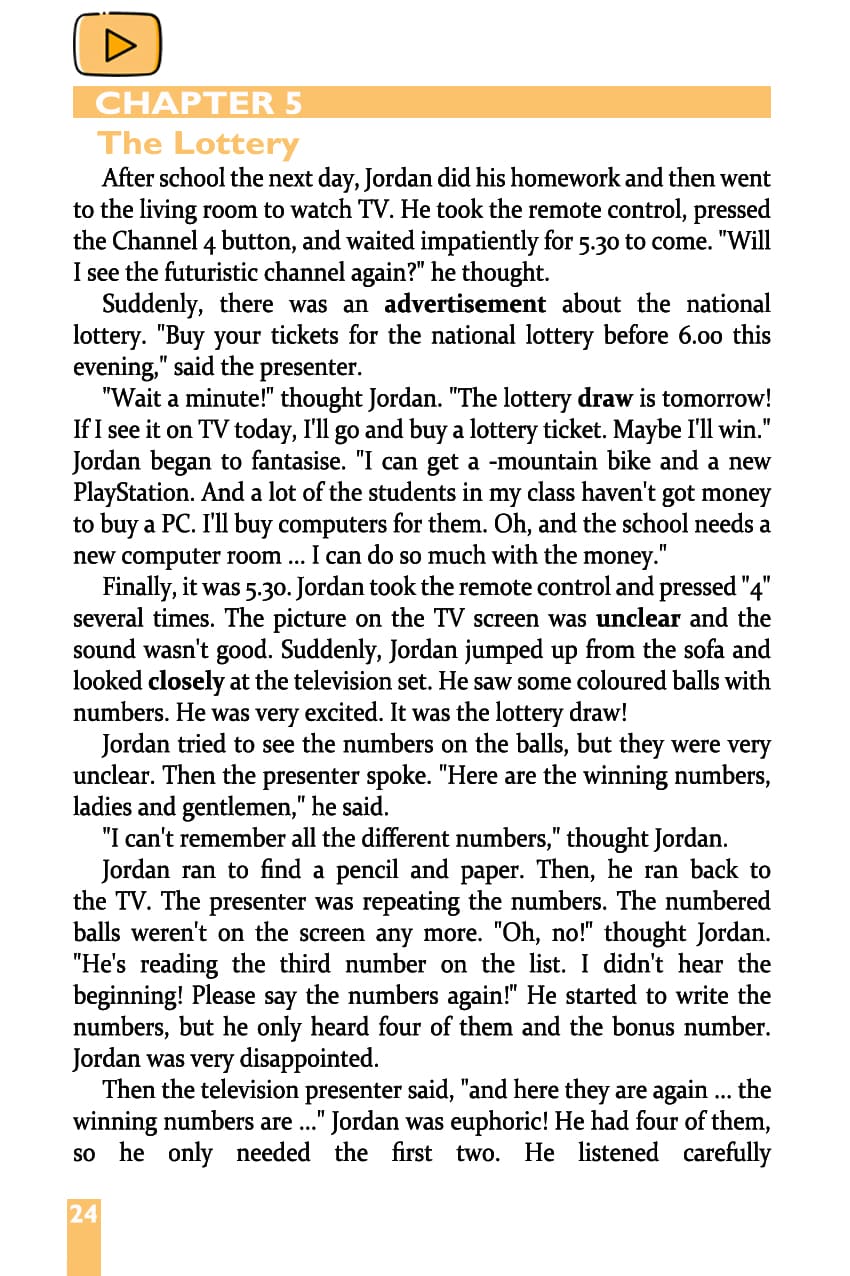 CHAPTER 5
The Lottery
After school the next day, Jordan did his homework and then went
to the living room to watch TV. He took the remote control, pressed
the Channel 4 button, and waited impatiently for 5.30 to come. "Will
I see the futuristic channel again?" he thought.
Suddenly, there was an advertisement about the national
lottery. "Buy your tickets for the national lottery before 6.00 this
evening," said the presenter.
"Wait a minute!" thought Jordan. "The lottery draw is tomorrow!
If I see it on TV today, I'll go and buy a lottery ticket. Maybe I'll win."
Jordan began to fantasise. "I can get a -mountain bike and a new
PlayStation. And a lot of the students in my class haven't got money
to buy a PC. I'll buy computers for them. Oh, and the school needs a
new computer room ... I can do so much with the money."
Finally, it was 5.30. Jordan took the remote control and pressed "4"
several times. The picture on the TV screen was unclear and the
sound wasn't good. Suddenly, Jordan jumped up from the sofa and
looked closely at the television set. He saw some coloured balls with
numbers. He was very excited. It was the lottery draw!
Jordan tried to see the numbers on the balls, but they were very
unclear. Then the presenter spoke. "Here are the winning numbers,
ladies and gentlemen," he said.
"I can't remember all the different numbers," thought Jordan.
Jordan ran to find a pencil and paper. Then, he ran back to
the TV. The presenter was repeating the numbers. The numbered
balls weren't on the screen any more. "Oh, no!" thought Jordan.
"He's reading the third number on the list. I didn't hear the
beginning! Please say the numbers again!" He started to write the
numbers, but he only heard four of them and the bonus number.
Jordan was very disappointed.
Then the television presenter said, "and here they are again ... the
winning numbers are ..." Jordan was euphoric! He had four of them,
so he only needed the first two. He listened carefully
24